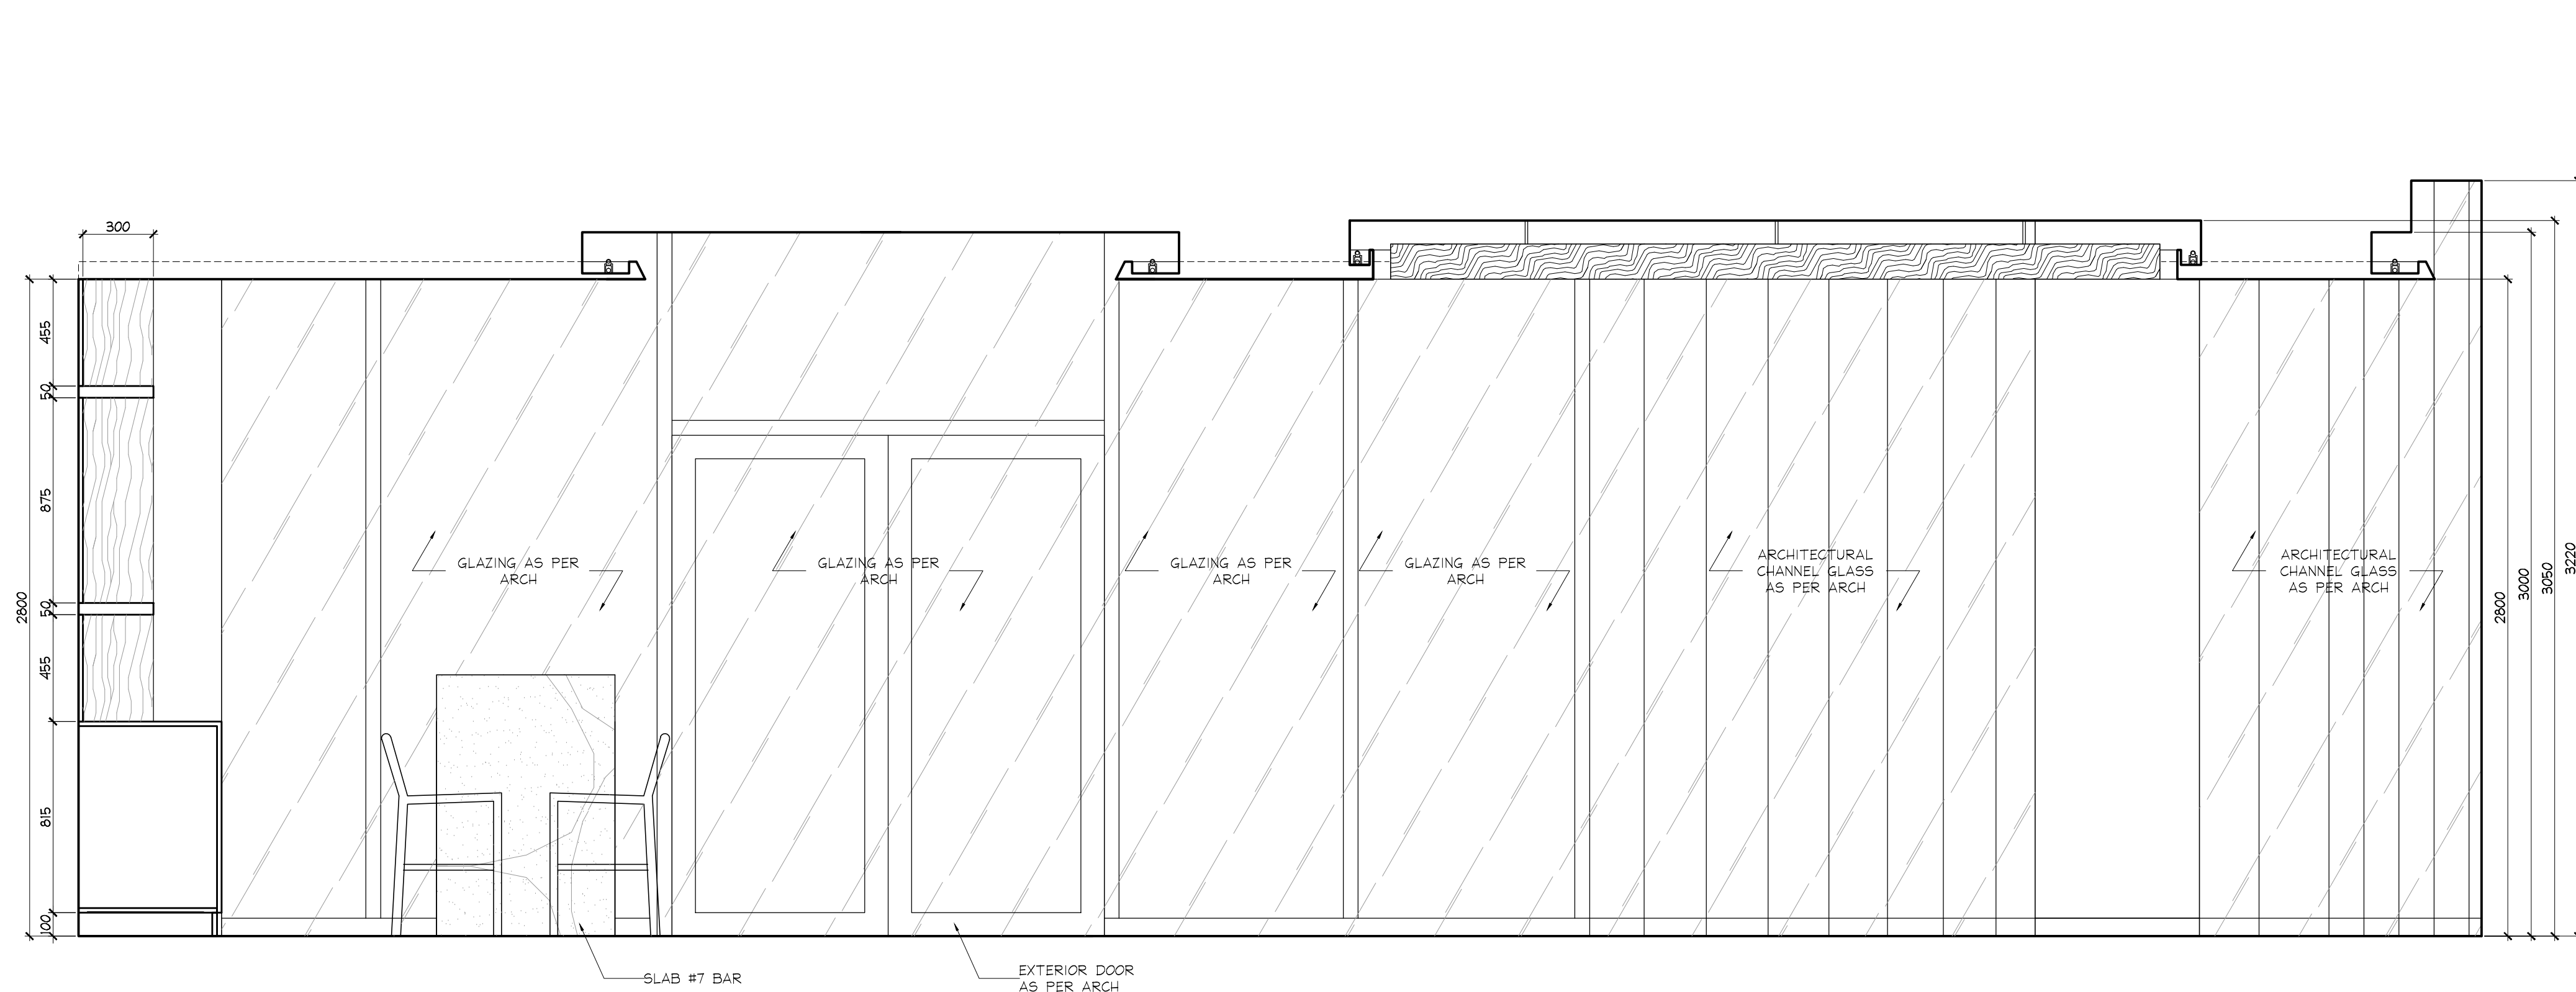 300
455
50
875
50
455
815
100
2800
GLAZING AS PER
ARCH
GLAZING AS PER
ARCH
GLAZING AS PER
ARCH
GLAZING AS PER
ARCH
ARCHITECTURAL
CHANNEL GLASS
AS PER ARCH
ARCHITECTURAL
CHANNEL GLASS
AS PER ARCH
2800
3000
3050
3220
SLAB #7 BAR
EXTERIOR DOOR
AS PER ARCH